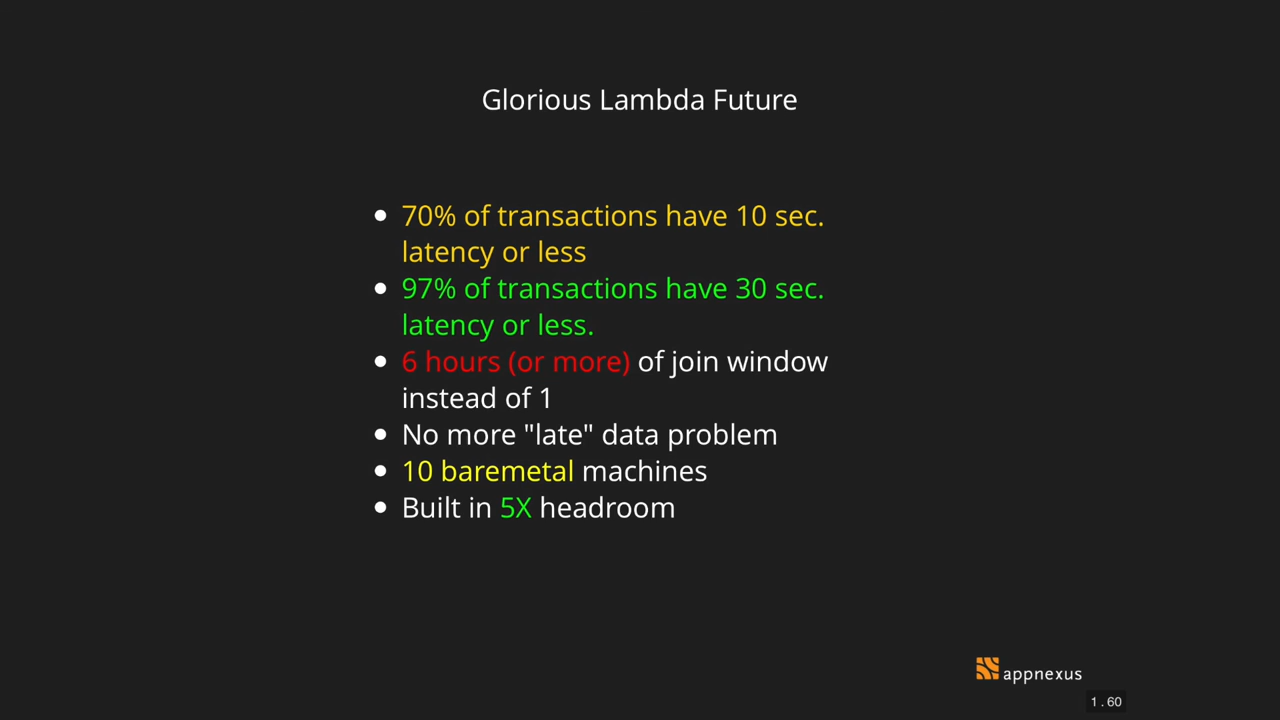 Glorious Lambda Future
• 70% of transactions have 10 sec.
latency or less
• 97% of transactions have 30 sec.
latency or less.
• 6 hours (or more) of join window
instead of 1
• No more "late" data problem
• 10 baremetal machines
• Built in 5X headroom
appnexus
1.60